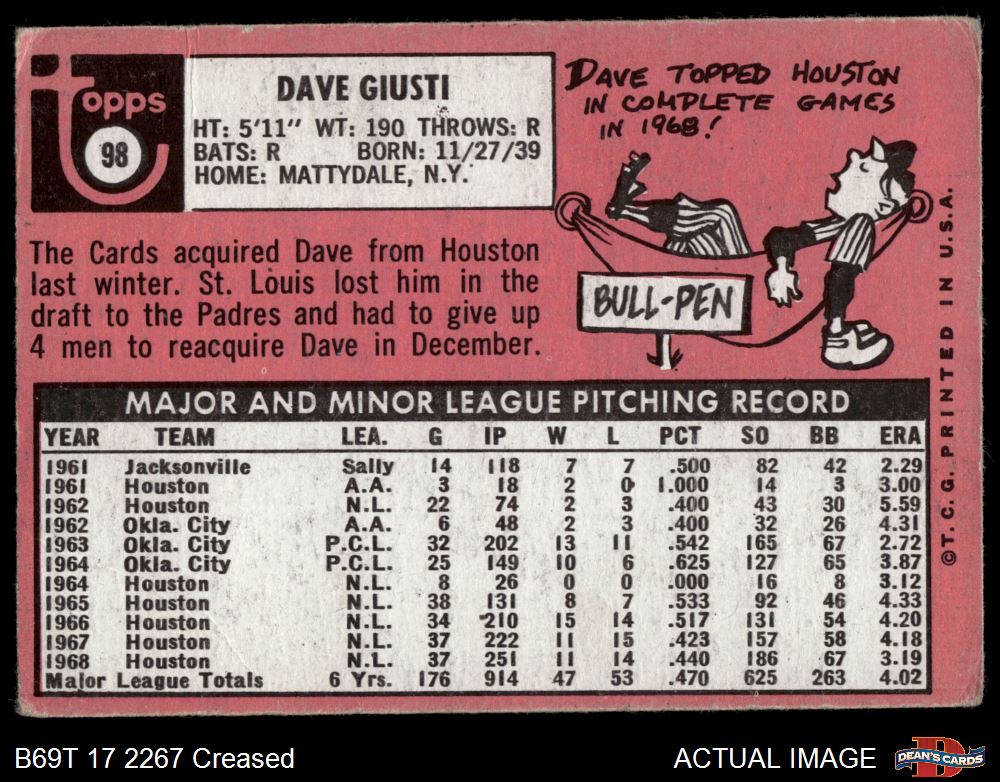 Topps
98
DAVE GIUSTI
HT: 5'11" WT: 190 THROWS: R
BATS: R BORN: 11/27/39
HOME: MATTYDALE, N.Y.
DAVE TOPPED HOUSTON
IN COMPLETE GAMES
IN 1968!
The Cards acquired Dave from Houston
last winter. St. Louis lost him in the
draft to the Padres and had to give up
4 men to reacquire Dave in December.
BULL-PEN
©T.C.G. PRINTED IN U.S.A.
MAJOR AND MINOR LEAGUE PITCHING RECORD
YEAR TEAM LEA. G IP W L PCT SO BB ERA
1961 Jacksonville Sally 14 118 7 7 .500 82 42 2.29
1961 Houston A.A. 3 18 2 0 1.000 14 3 3.00
1962 Houston N.L. 22 74 2 3 .400 43 30 5.59
1962 Okla. City A.A. 6 48 2 3 .400 32 26 4.31
1963 Okla. City P.C.L. 32 202 13 11 .542 165 67 2.72
1964 Okla. City P.C.L. 25 149 10 6 .625 127 65 3.87
1964 Houston N.L. 8 26 0 0 .000 16 8 3.12
1965 Houston N.L. 38 131 8 7 .533 92 46 4.33
1966 Houston N.L. 34 210 15 14 .517 131 54 4.20
1967 Houston N.L. 37 222 11 15 .423 157 58 4.18
1968 Houston N.L. 37 251 11 14 .440 186 67 3.19
Major League Totals 6 Yrs. 176 914 47 53 .470 625 263 4.02
B69T 17 2267 Creased
ACTUAL IMAGE
DEAN'S CARDS